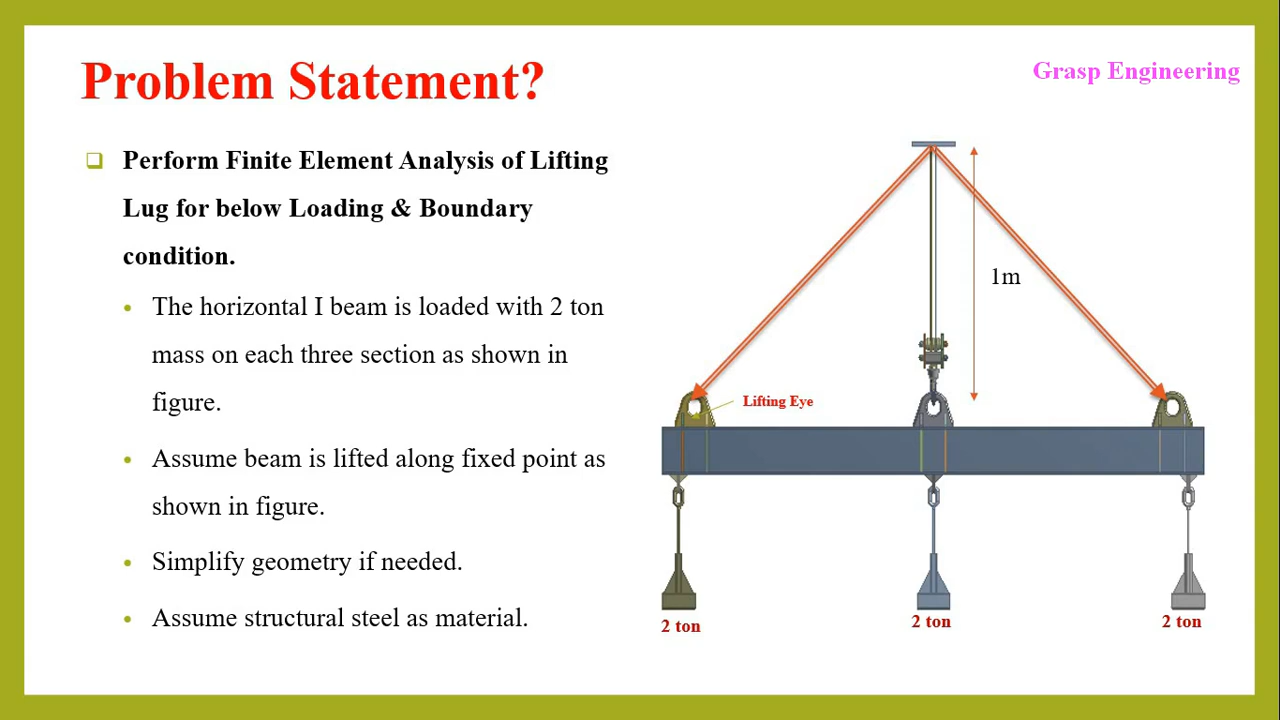 Problem Statement?
Grasp Engineering
Perform Finite Element Analysis of Lifting
Lug for below Loading & Boundary
condition.
The horizontal I beam is loaded with 2 ton
mass on each three section as shown in
figure.
Assume beam is lifted along fixed point as
shown in figure.
Simplify geometry if needed.
Assume structural steel as material.
1m
Lifting Eye
2 ton
2 ton
2 ton